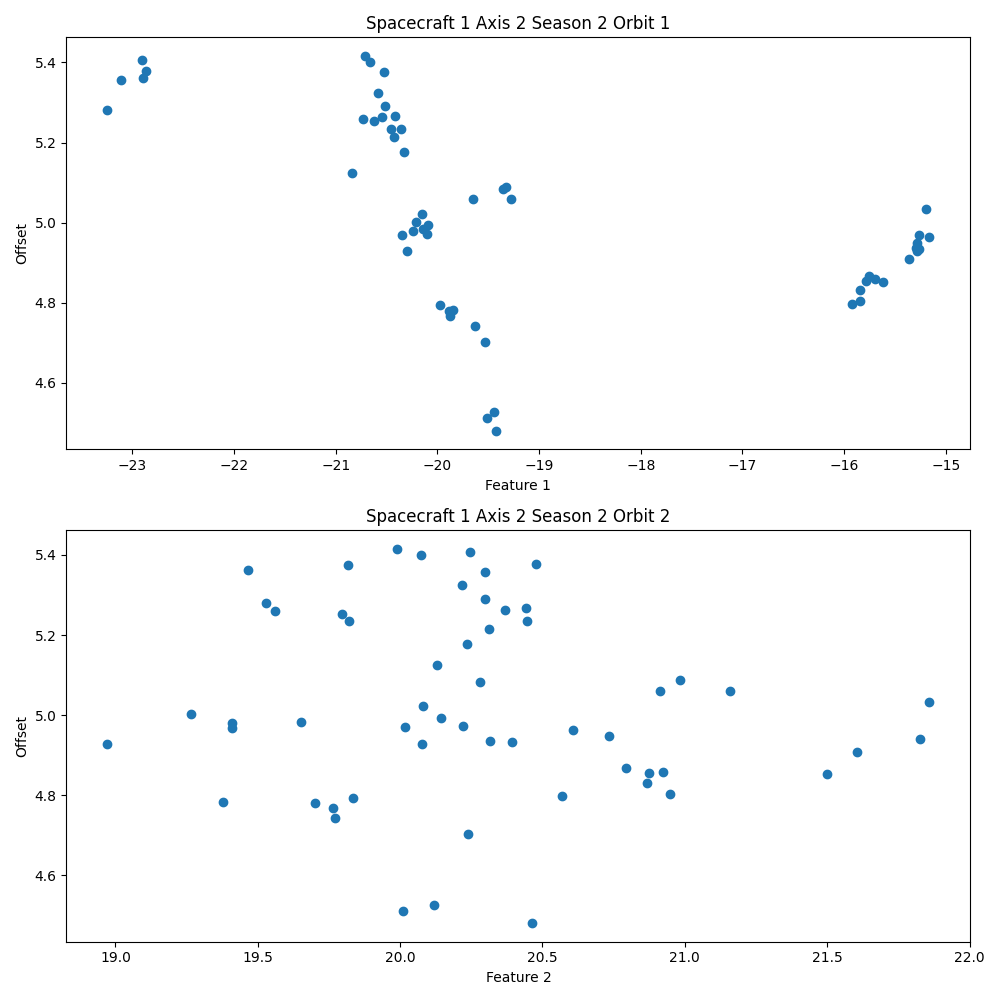 Spacecraft 1 Axis 2 Season 2 Orbit 1
5.4
5.2
5.0
4.8
4.6
Offset
−23 −22 −21 −20 −19 −18 −17 −16 −15
Feature 1
Spacecraft 1 Axis 2 Season 2 Orbit 2
5.4
5.2
5.0
4.8
4.6
Offset
19.0 19.5 20.0 20.5 21.0 21.5 22.0
Feature 2